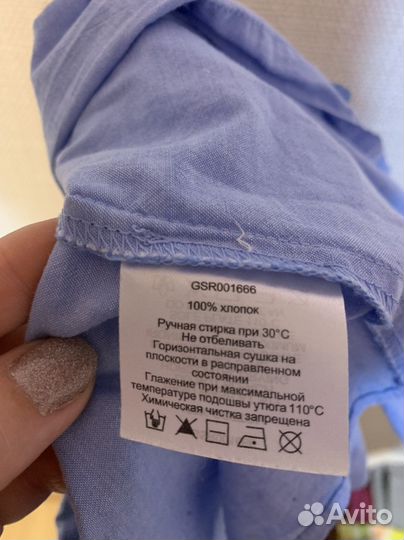 GSR001666
100% хлопок
Ручная стирка при 30°C
Не отбеливать
Горизонтальная сушка на
плоскости в расправленном
состоянии
Глажение при максимальной
температуре подошвы утюга 110°C
Химическая чистка запрещена
Avito